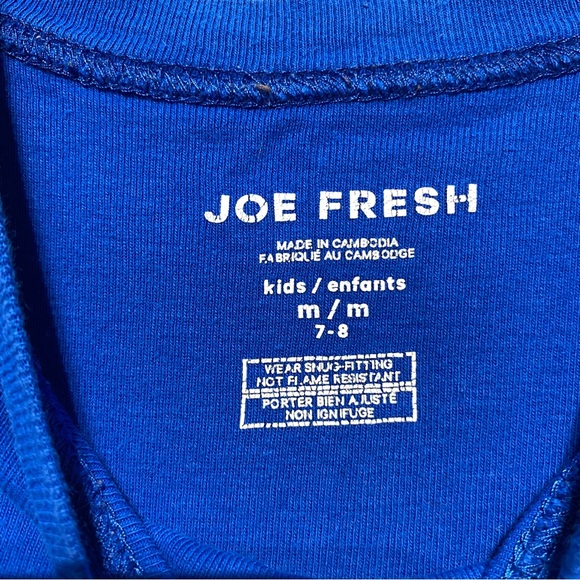 JOE FRESH
MADE IN CAMBODIA
FABRIQUÉ AU CAMBODGE
kids / enfants
m / m
7-8
WEAR SNUG-FITTING
NOT FLAME RESISTANT
PORTER BIEN AJUSTÉ
NON IGNIFUGE